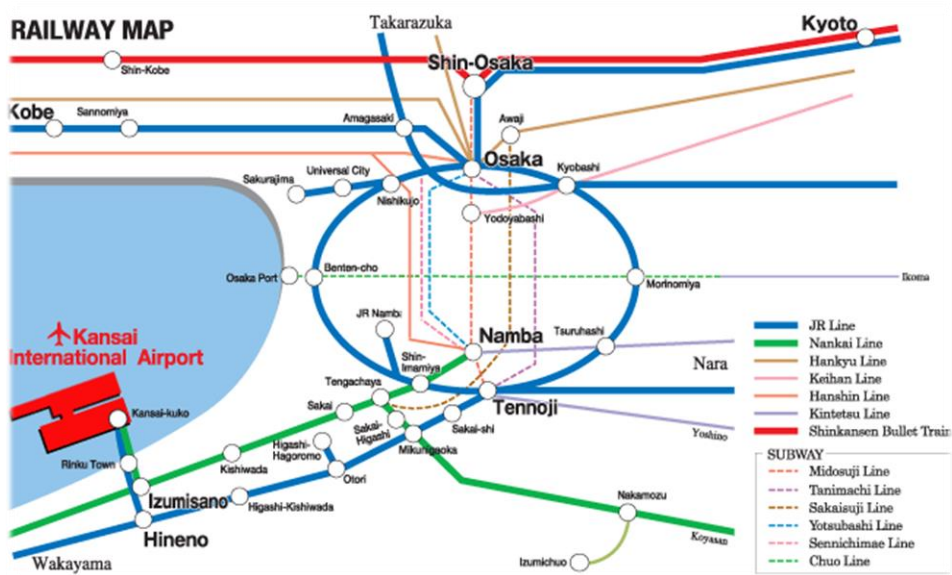 RAILWAY MAP
Takarazuka
Kyoto
Shin-Kobe
Shin-Osaka
Kobe
Sannomiya
Amagasaki
Awaji
Osaka
Kyobashi
Sakurajima
Universal City
Nishikujo
Yodoyabashi
Osaka Port
Benten-cho
Morinomiya
Ikoma
JR Namba
Namba
Tsuruhashi
Nara
Kansai
International Airport
Shin-
Imamiya
Tengachaya
Tennoji
Kansai-kuko
Sakai
Sakai-
Higashi
Sakai-shi
Yoshino
Higashi-
Hagoromo
Mikunigaoka
Rinku Town
Kishiwada
Otori
Izumisano
Higashi-Kishiwada
Nakamozu
Hineno
Koyasan
Wakayama
Izumichuo
JR Line
Nankai Line
Hankyu Line
Keihan Line
Hanshin Line
Kintetsu Line
Shinkansen Bullet Train
SUBWAY
Midosuji Line
Tanimachi Line
Sakaisuji Line
Yotsubashi Line
Sennichimae Line
Chuo Line